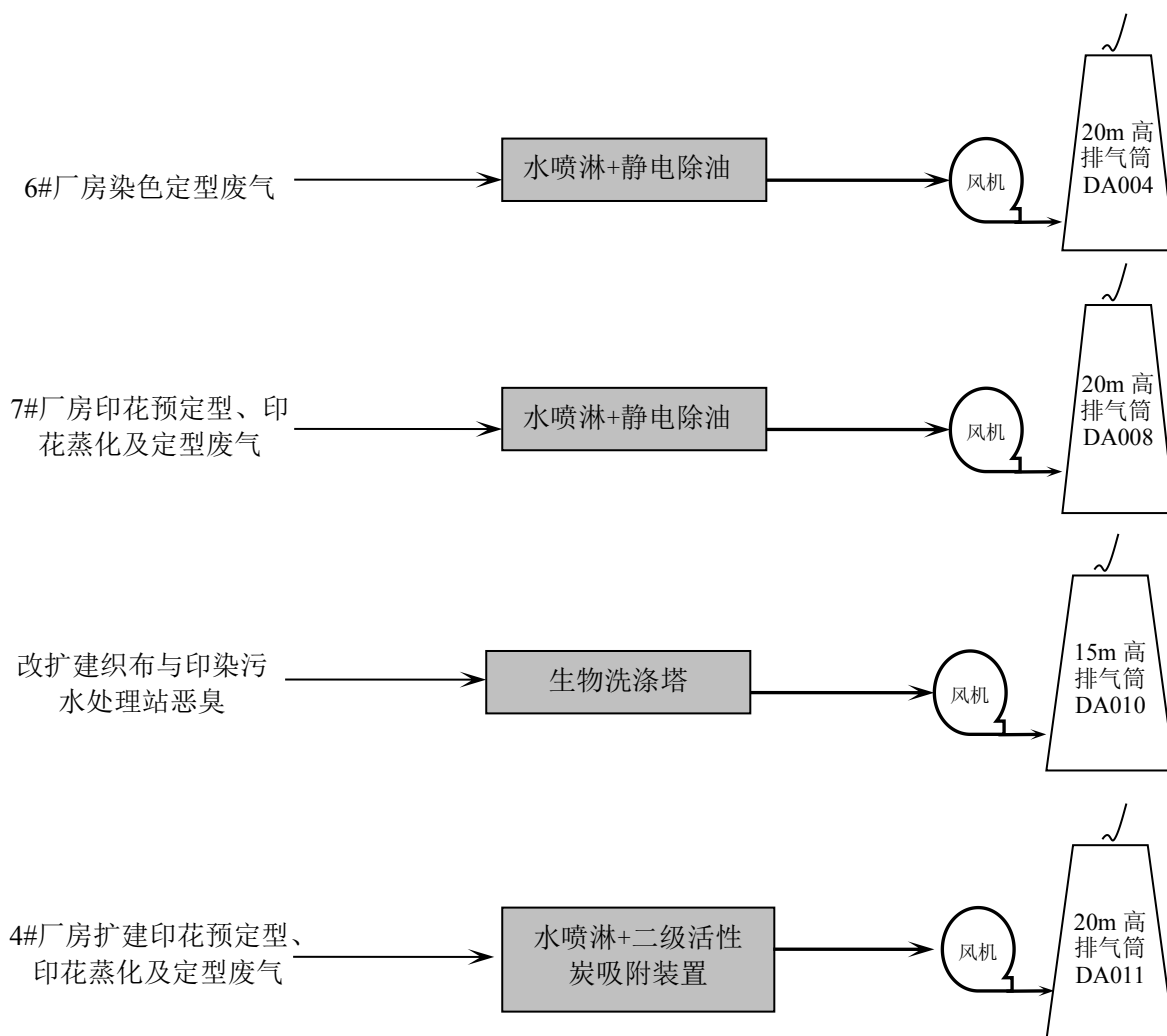 6#厂房染色定型废气
水喷淋+静电除油
风机
20m 高
排气筒
DA004
7#厂房印花预定型、印
花蒸化及定型废气
水喷淋+静电除油
风机
20m 高
排气筒
DA008
改扩建织布与印染污
水处理站恶臭
生物洗涤塔
风机
15m 高
排气筒
DA010
4#厂房扩建印花预定型、
印花蒸化及定型废气
水喷淋+二级活性
炭吸附装置
风机
20m 高
排气筒
DA011